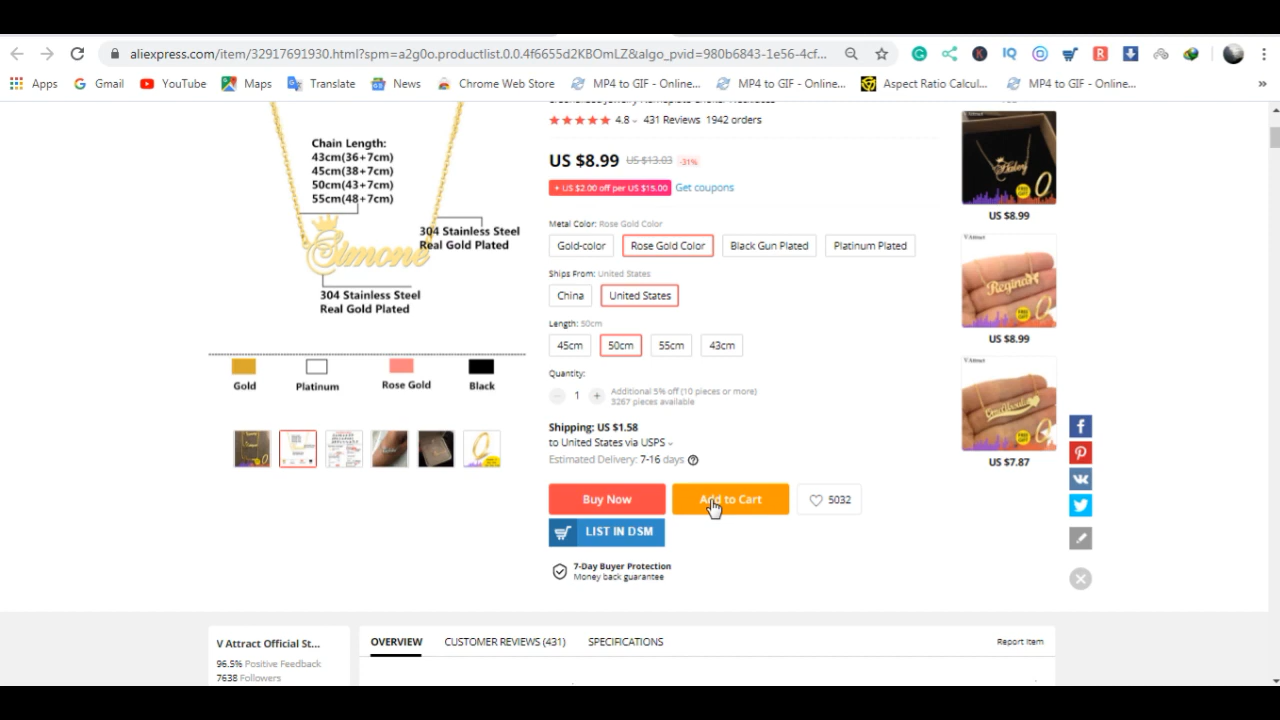 aliexpress.com/item/32917691930.html?spm=a2g0o.productlist.0.0.4f6655d2KBOmLZ&algo_pvid=980b6843-1e56-4cf...
Apps
Gmail
YouTube
Maps
Translate
News
Chrome Web Store
MP4 to GIF - Online...
MP4 to GIF - Online...
Aspect Ratio Calcul...
MP4 to GIF - Online...
»
4.8
431 Reviews
1942 orders
US $8.99
US $13.03
-31%
+ US $2.00 off per US $15.00
Get coupons
Metal Color: Rose Gold Color
Gold-color
Rose Gold Color
Black Gun Plated
Platinum Plated
Ships From: United States
China
United States
Length: 50cm
45cm
50cm
55cm
43cm
Quantity:
1
Additional 5% off (10 pieces or more)
3267 pieces available
Shipping: US $1.58
to United States via USPS
Estimated Delivery: 7-16 days
Buy Now
Add to Cart
5032
LIST IN DSM
7-Day Buyer Protection
Money back guarantee
Chain Length:
43cm(36+7cm)
45cm(38+7cm)
50cm(43+7cm)
55cm(48+7cm)
304 Stainless Steel
Real Gold Plated
Simone
304 Stainless Steel
Real Gold Plated
Gold
Platinum
Rose Gold
Black
US $8.99
Regina
US $8.99
US $7.87
V Attract Official St...
96.5% Positive Feedback
7638 Followers
OVERVIEW
CUSTOMER REVIEWS (431)
SPECIFICATIONS
Report Item